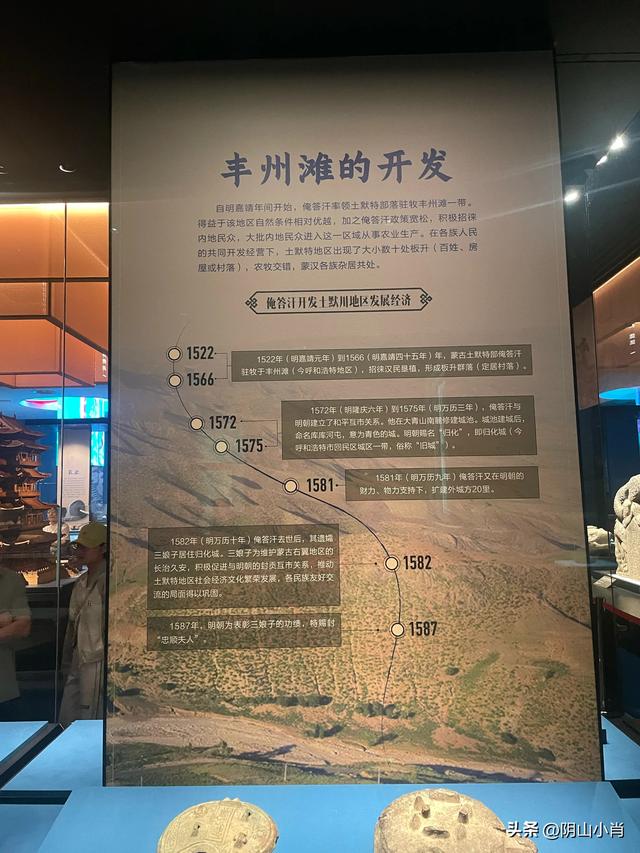 丰州滩的开发
自明嘉靖年间开始，俺答汗率领土默特部落驻牧丰州滩一带。
得益于该地区自然条件相对优越，加之俺答汗政策宽松，积极招徕
内地民众，大批内地民众进入这一区域从事农业生产。在各族人民
的共同开发经营下，土默特地区出现了大小数十处板升（百姓、房
屋或村落），农牧交错，蒙汉各族杂居共处。
俺答汗开发土默川地区发展经济
1522
1566
1522年（明嘉靖元年）到1566（明嘉靖四十五年）年，蒙古土默特部俺答汗
驻牧于丰州滩（今呼和浩特地区），招徕汉民垦植，形成板升群落（定居村落）。
1572
1575
1572年（明隆庆六年）到1575年（明万历三年），俺答汗与
明朝建立了和平互市关系。他在大青山南麓修建城池。城池建城后，
命名库库河屯，意为青色的城。明朝赐名“归化”，即归化城（今
呼和浩特市回民区城区一带，俗称“旧城”）。
1581
1581年（明万历九年）俺答汗又在明朝的
财力、物力支持下，扩建外城方20里。
1582年（明万历十年）俺答汗去世后，其遗孀
三娘子居住归化城。三娘子为维护蒙古右翼地区的
长治久安，积极促进与明朝的封贡互市关系，推动
土默特地区社会经济文化繁荣发展，各民族友好交
流的局面得以巩固。
1582
1587年，明朝为表彰三娘子的功绩，特赐封
“忠顺夫人”。
1587
头条 @阴山小肖